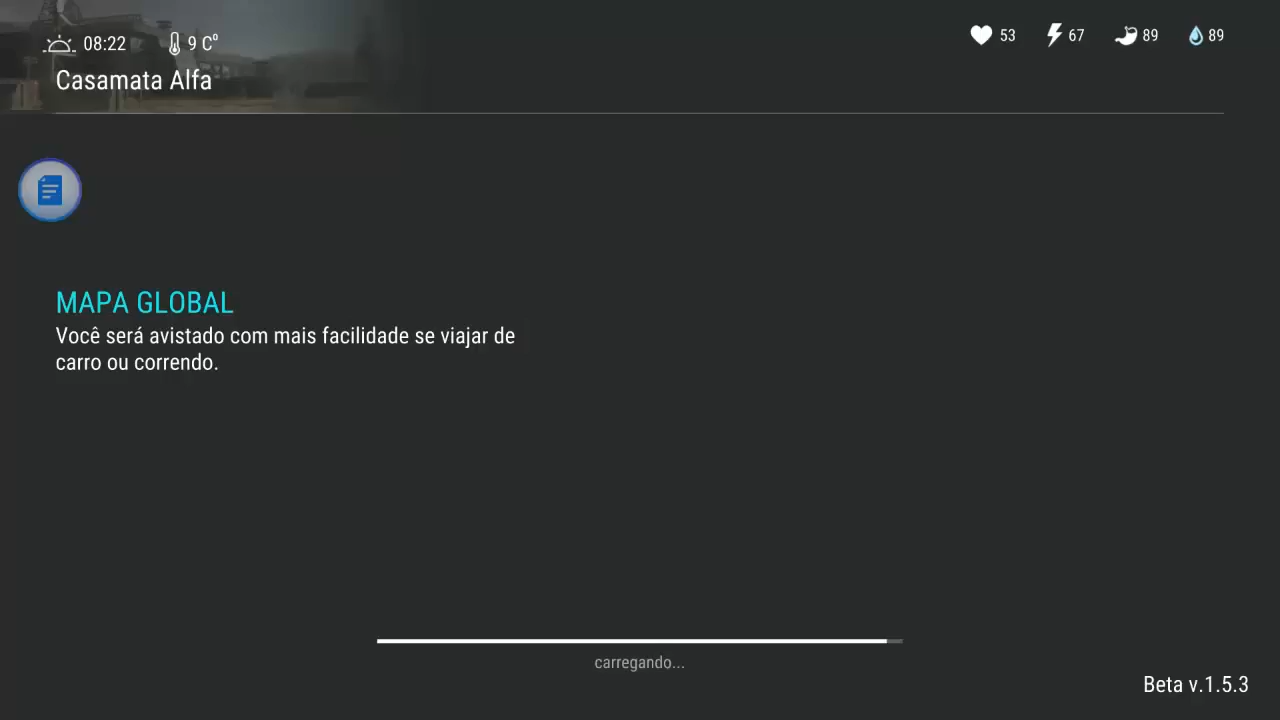 08:22 9 Cº 53 67 89 89
Casamata Alfa
MAPA GLOBAL
Você será avistado com mais facilidade se viajar de
carro ou correndo.
carregando...
Beta v.1.5.3